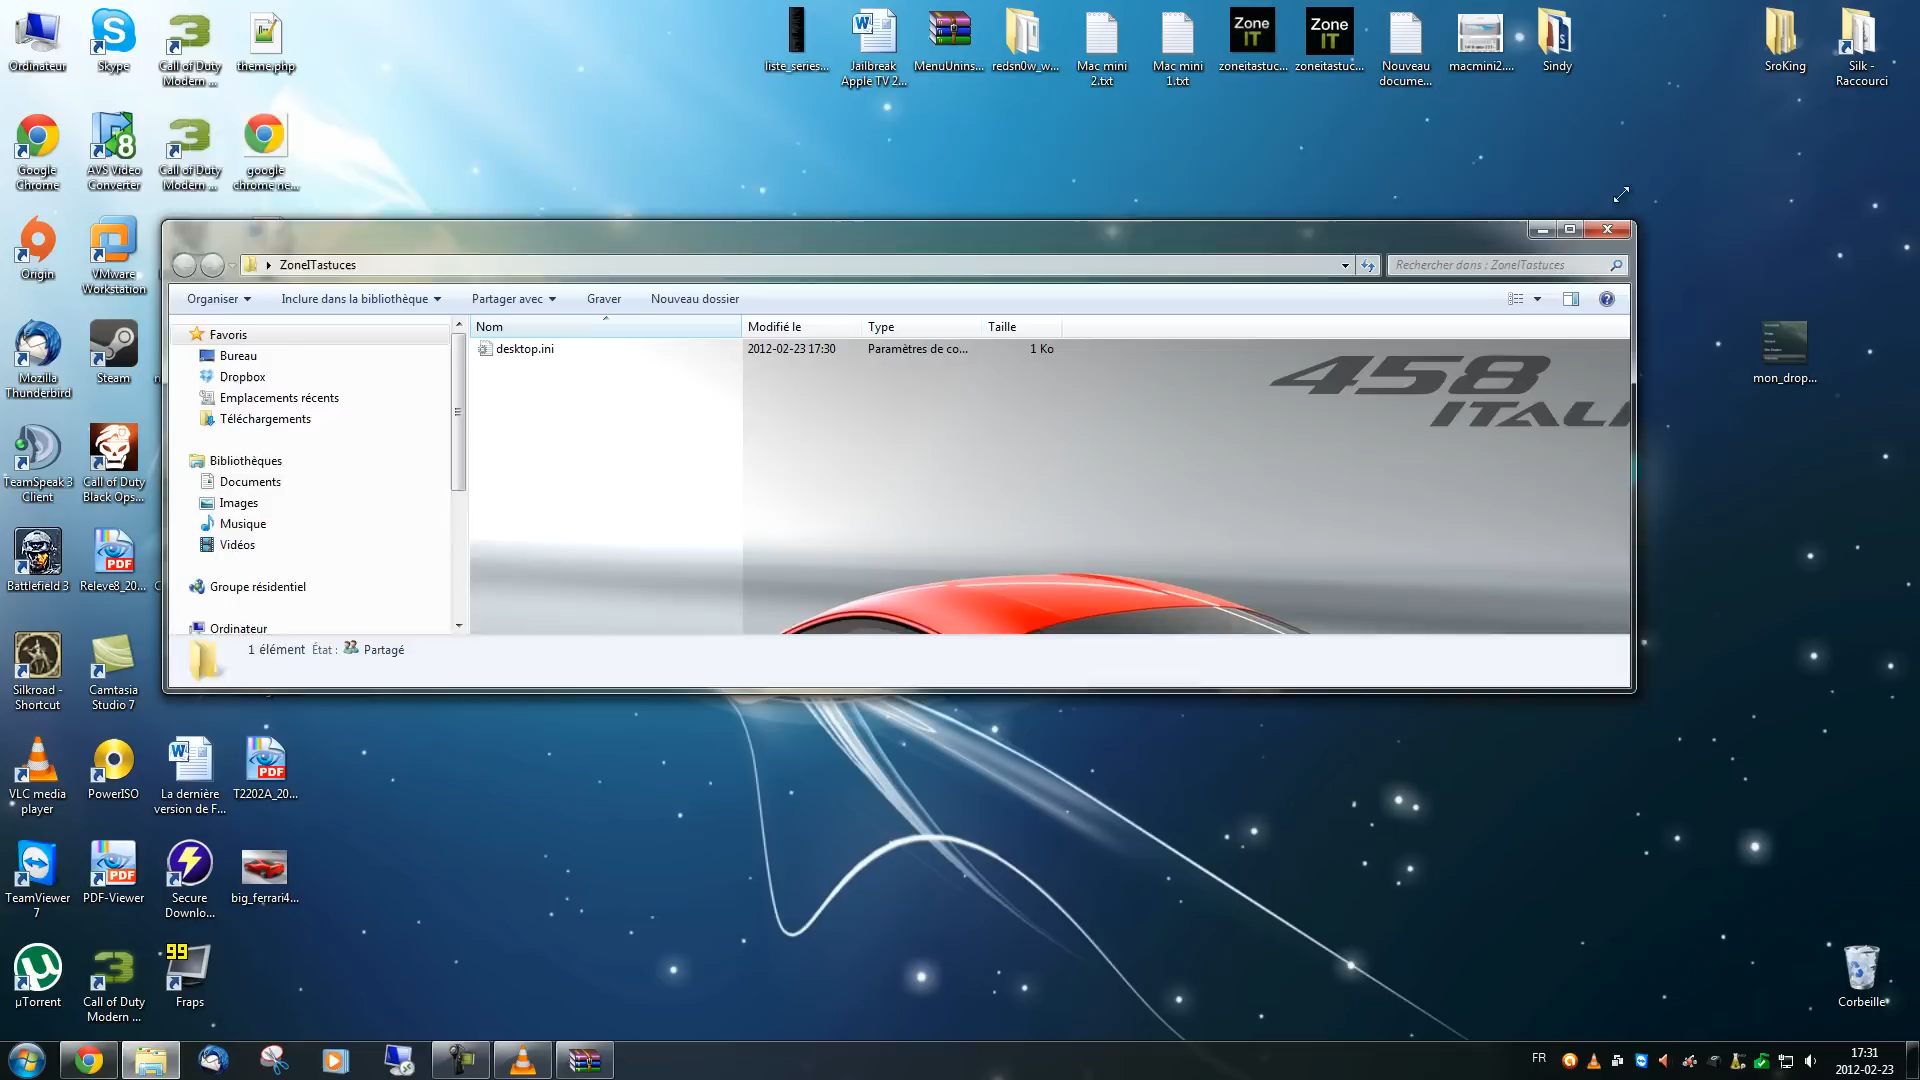 Ordinateur
Skype
Call of Duty
Modern ...
theme.php
liste_series...
Jailbreak
Apple TV 2...
MenuUnins...
redsn0w_w...
Mac mini
2.txt
Mac mini
1.txt
Zone
IT
zoneitastuc...
Zone
IT
zoneitastuc...
Nouveau
docume...
macmini2....
Sindy
SroKing
Silk -
Raccourci
Google
Chrome
AVS Video
Converter
Call of Duty
Modern ...
google
chrome ne...
Origin
VMware
Workstation
Mozilla
Thunderbird
Steam
TeamSpeak 3
Client
Call of Duty
Black Ops...
Battlefield 3
PDF
Releve8_20...
Silkroad -
Shortcut
Camtasia
Studio 7
VLC media
player
PowerISO
La dernière
version de F...
PDF
T2202A_20...
TeamViewer
7
PDF
PDF-Viewer
Secure
Downlo...
big_ferrari4...
µTorrent
Call of Duty
Modern ...
99
Fraps
mon_drop...
Corbeille
ZoneITastuces
Rechercher dans : ZoneITastuces
Organiser
Inclure dans la bibliothèque
Partager avec
Graver
Nouveau dossier
Favoris
Bureau
Dropbox
Emplacements récents
Téléchargements
Bibliothèques
Documents
Images
Musique
Vidéos
Groupe résidentiel
Ordinateur
Nom
Modifié le
Type
Taille
desktop.ini
2012-02-23 17:30
Paramètres de co...
1 Ko
458
ITALI
1 élément
État :
Partagé
FR
17:31
2012-02-23